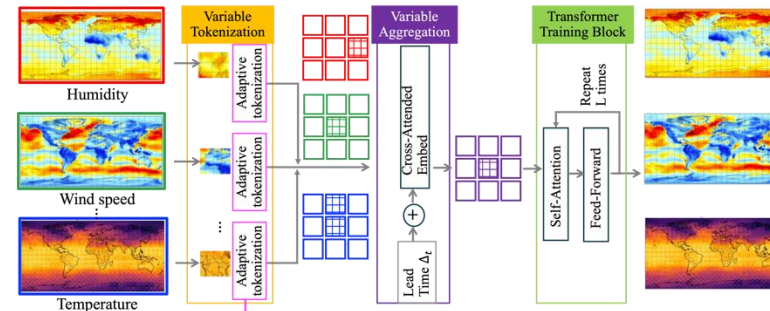 Variable
Tokenization
Variable
Aggregation
Transformer
Training Block
Humidity
Wind speed
...
Temperature
Adaptive
tokenization
Adaptive
tokenization
...
Adaptive
tokenization
Cross-Attended
Embed
+
Lead
Time Δt
Repeat
L times
Self-Attention
Feed-Forward